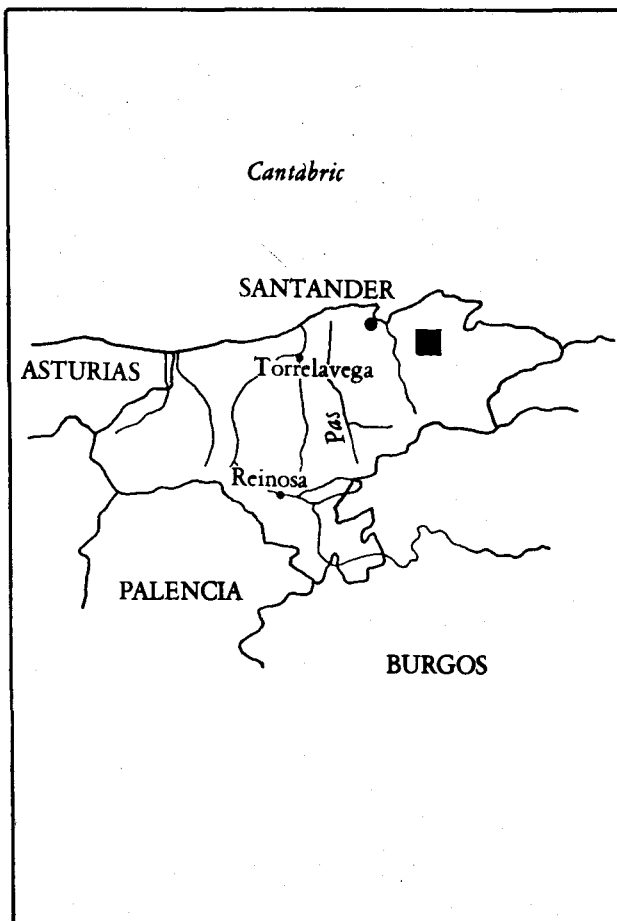 Cantàbric
SANTANDER
ASTURIAS
Torrelavega
Pas
Reinosa
PALENCIA
BURGOS